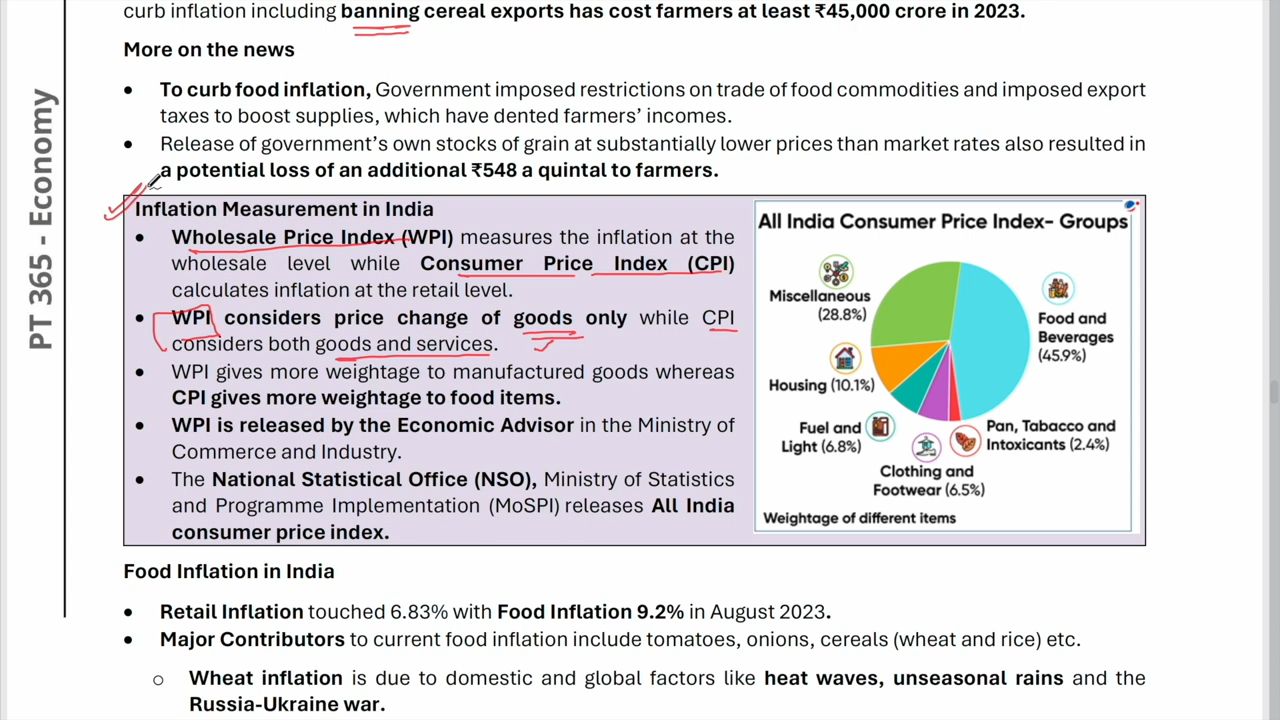 curb inflation including banning cereal exports has cost farmers at least ₹45,000 crore in 2023.
More on the news
• To curb food inflation, Government imposed restrictions on trade of food commodities and imposed export
taxes to boost supplies, which have dented farmers’ incomes.
• Release of government’s own stocks of grain at substantially lower prices than market rates also resulted in
a potential loss of an additional ₹548 a quintal to farmers.
PT 365 - Economy
Inflation Measurement in India
• Wholesale Price Index (WPI) measures the inflation at the
wholesale level while Consumer Price Index (CPI)
calculates inflation at the retail level.
• WPI considers price change of goods only while CPI
considers both goods and services.
• WPI gives more weightage to manufactured goods whereas
CPI gives more weightage to food items.
• WPI is released by the Economic Advisor in the Ministry of
Commerce and Industry.
• The National Statistical Office (NSO), Ministry of Statistics
and Programme Implementation (MoSPI) releases All India
consumer price index.
All India Consumer Price Index- Groups
Miscellaneous
(28.8%)
Food and
Beverages
(45.9%)
Housing (10.1%)
Fuel and
Light (6.8%)
Pan, Tabacco and
Intoxicants (2.4%)
Clothing and
Footwear (6.5%)
Weightage of different items
Food Inflation in India
• Retail Inflation touched 6.83% with Food Inflation 9.2% in August 2023.
• Major Contributors to current food inflation include tomatoes, onions, cereals (wheat and rice) etc.
o Wheat inflation is due to domestic and global factors like heat waves, unseasonal rains and the
Russia-Ukraine war.